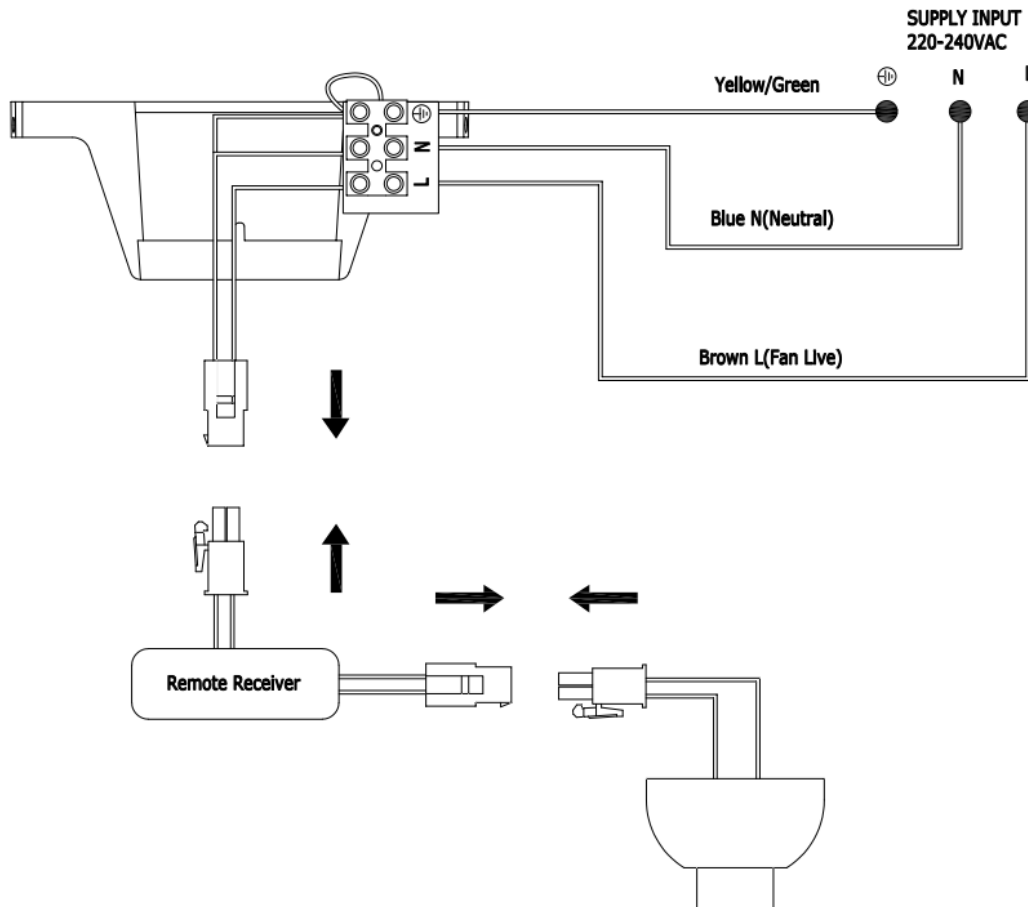 SUPPLY INPUT
220-240VAC
Yellow/Green
N
N
L
Blue N(Neutral)
Brown L(Fan Live)
Remote Receiver